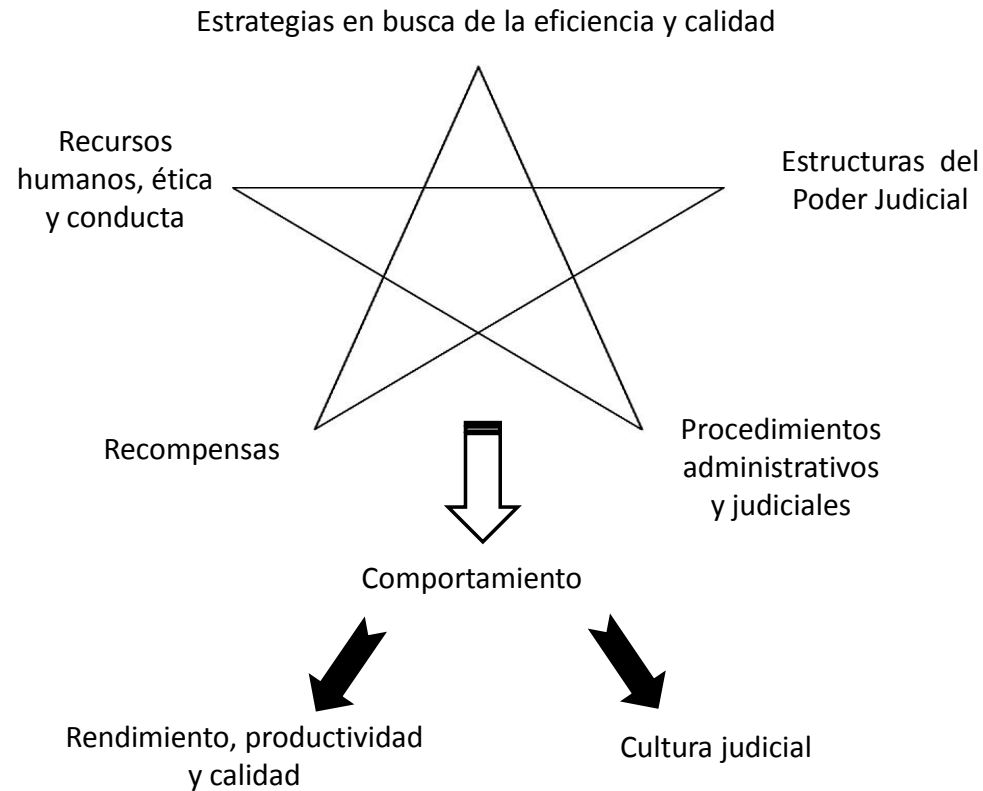 Estrategias en busca de la eficiencia y calidad
Recursos
humanos, ética
y conducta
Estructuras del
Poder Judicial
Recompensas
Procedimientos
administrativos
y judiciales
Comportamiento
Rendimiento, productividad
y calidad
Cultura judicial